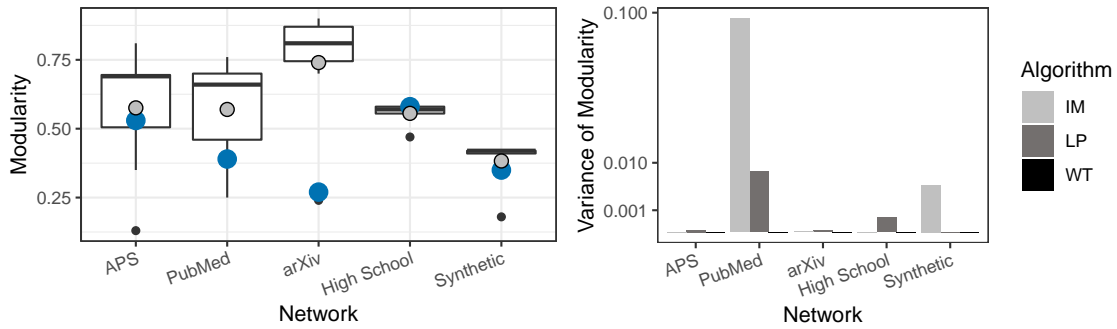 Modularity
0.75
0.50
0.25
APS
PubMed
arXiv
High School
Synthetic
Network
Variance of Modularity
0.100
0.010
0.001
APS
PubMed
arXiv
High School
Synthetic
Network
Algorithm
IM
LP
WT